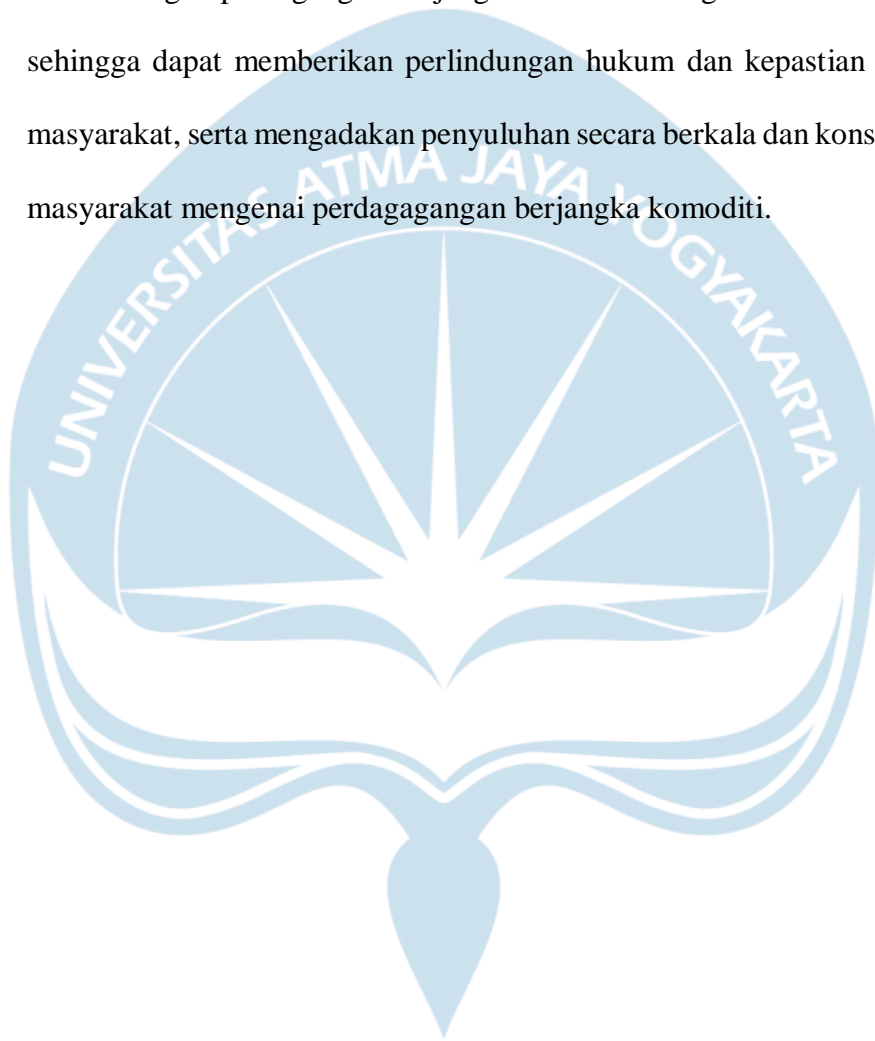 sehingga dapat memberikan perlindungan hukum dan kepastian
masyarakat, serta mengadakan penyuluhan secara berkala dan kons
masyarakat mengenai perdagagangan berjangka komoditi.
UNIVERSITAS ATMA JAYA YOGYAKARTA